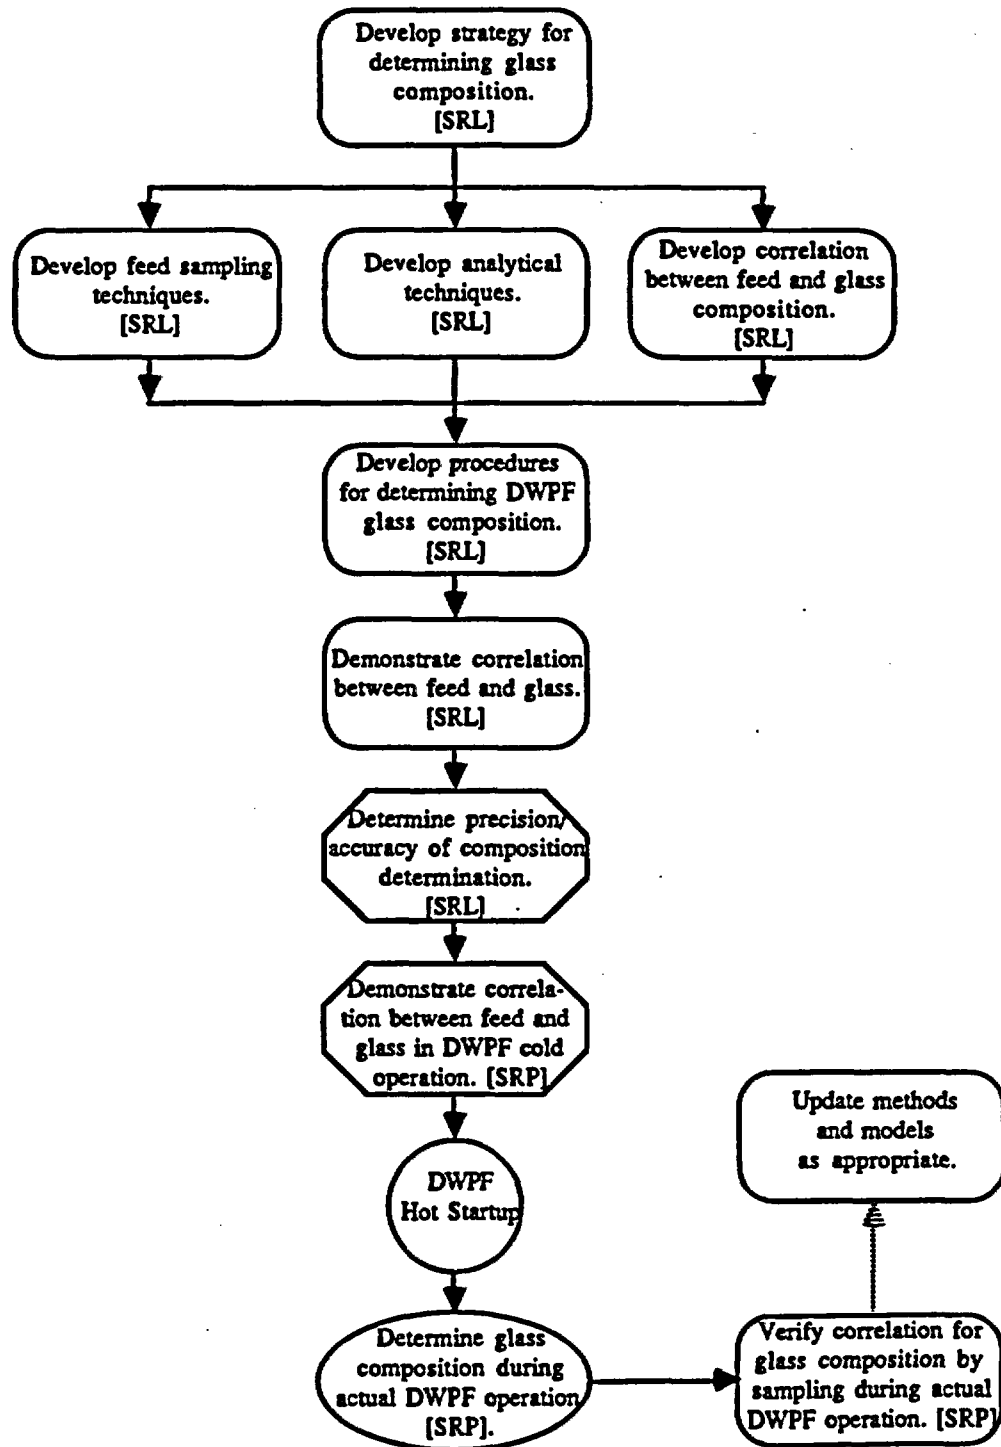 Develop strategy for
determining glass
composition.
[SRL]
Develop feed sampling
techniques.
[SRL]
Develop analytical
techniques.
[SRL]
Develop correlation
between feed and glass
composition.
[SRL]
Develop procedures
for determining DWPF
glass composition.
[SRL]
Demonstrate correlation
between feed and glass.
[SRL]
Determine precision/
accuracy of composition
determination.
[SRL]
Demonstrate correla-
tion between feed and
glass in DWPF cold
operation. [SRP]
DWPF
Hot Startup
Determine glass
composition during
actual DWPF operation
[SRP].
Update methods
and models
as appropriate.
Verify correlation for
glass composition by
sampling during actual
DWPF operation. [SRP]